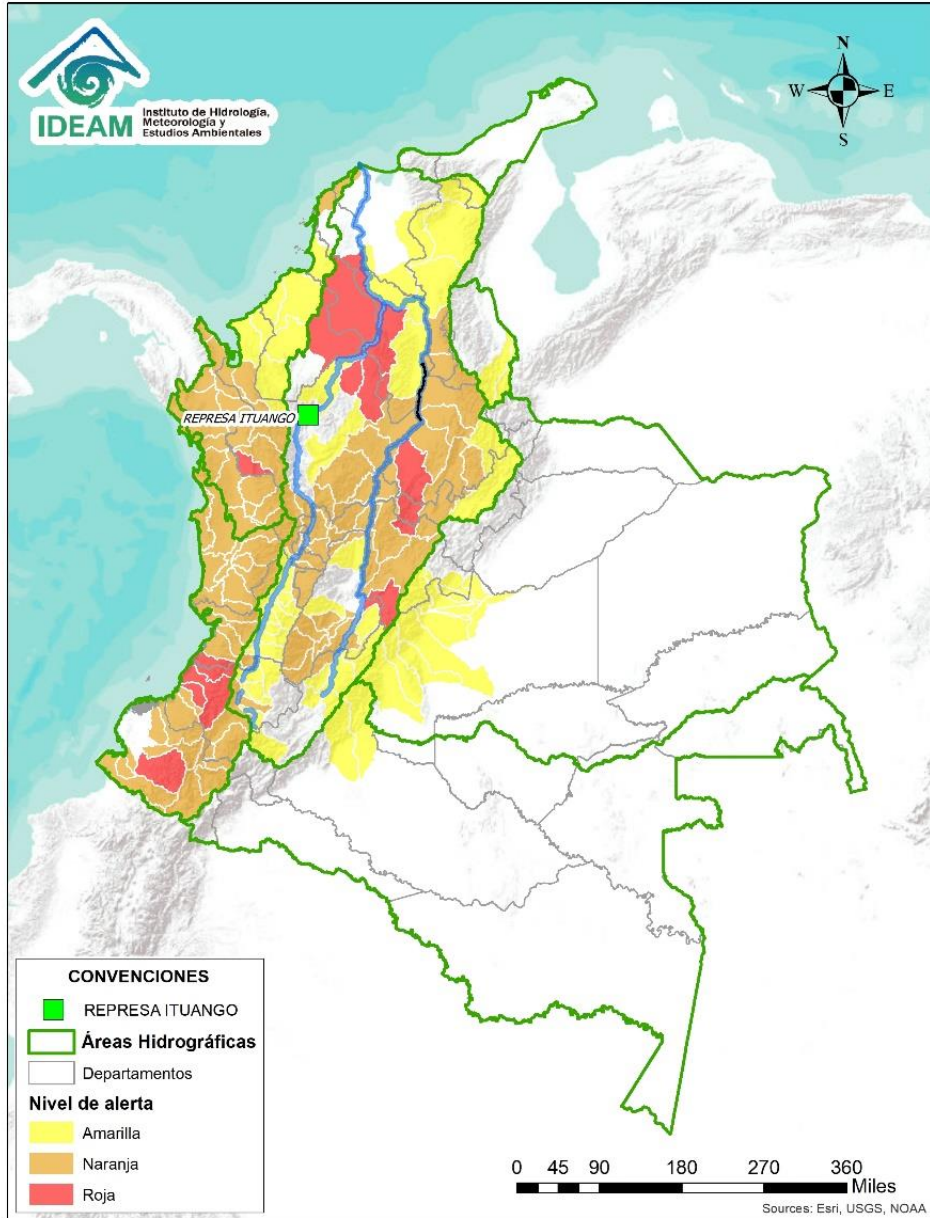 IDEAM
Instituto de Hidrología,
Meteorología y
Estudios Ambientales
N
W E
S
REPRESA ITUANGO
CONVENCIONES
REPRESA ITUANGO
Áreas Hidrográficas
Departamentos
Nivel de alerta
Amarilla
Naranja
Roja
0 45 90 180 270 360
Miles
Sources: Esri, USGS, NOAA